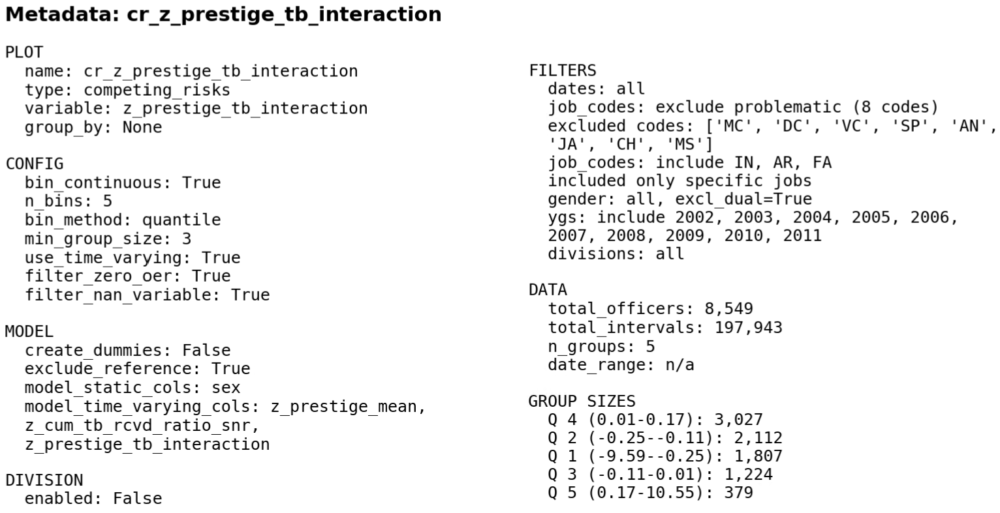 Metadata: cr_z_prestige_tb_interaction
PLOT
name: cr_z_prestige_tb_interaction
type: competing_risks
variable: z_prestige_tb_interaction
group_by: None
CONFIG
bin_continuous: True
n_bins: 5
bin_method: quantile
min_group_size: 3
use_time_varying: True
filter_zero_oer: True
filter_nan_variable: True
MODEL
create_dummies: False
exclude_reference: True
model_static_cols: sex
model_time_varying_cols: z_prestige_mean,
z_cum_tb_rcvd_ratio_snr,
z_prestige_tb_interaction
DIVISION
enabled: False
FILTERS
dates: all
job_codes: exclude problematic (8 codes)
excluded codes: ['MC', 'DC', 'VC', 'SP', 'AN',
'JA', 'CH', 'MS']
job_codes: include IN, AR, FA
included only specific jobs
gender: all, excl_dual=True
ygs: include 2002, 2003, 2004, 2005, 2006,
2007, 2008, 2009, 2010, 2011
divisions: all
DATA
total_officers: 8,549
total_intervals: 197,943
n_groups: 5
date_range: n/a
GROUP SIZES
Q 4 (0.01-0.17): 3,027
Q 2 (-0.25--0.11): 2,112
Q 1 (-9.59--0.25): 1,807
Q 3 (-0.11-0.01): 1,224
Q 5 (0.17-10.55): 379